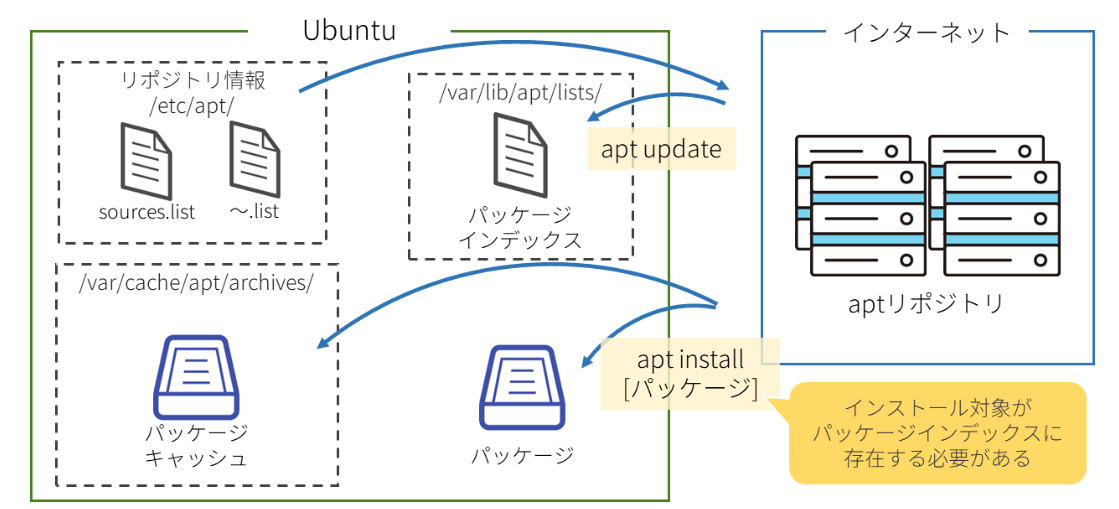 Ubuntu
インターネット
リポジトリ情報
/etc/apt/
sources.list
～.list
/var/lib/apt/lists/
パッケージ
インデックス
apt update
aptリポジトリ
/var/cache/apt/archives/
パッケージ
キャッシュ
パッケージ
apt install
[パッケージ]
インストール対象が
パッケージインデックスに
存在する必要がある